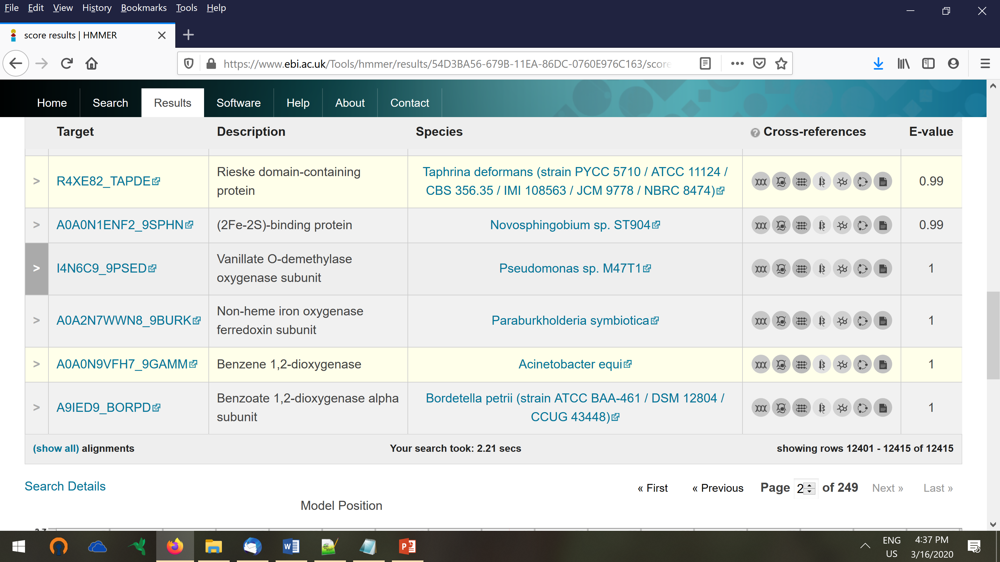 File Edit View History Bookmarks Tools Help
score results | HMMER
https://www.ebi.ac.uk/Tools/hmmer/results/54D3BA56-679B-11EA-86DC-0760E976C163/score
Home Search Results Software Help About Contact
Target Description Species Cross-references E-value
R4XE82_TAPDE Rieske domain-containing protein Taphrina deformans (strain PYCC 5710 / ATCC 11124 / CBS 356.35 / IMI 108563 / JCM 9778 / NBRC 8474) 0.99
> A0A0N1ENF2_9SPHN (2Fe-2S)-binding protein Novosphingobium sp. ST904 0.99
> I4N6C9_9PSED Vanillate O-demethylase oxygenase subunit Pseudomonas sp. M47T1 1
> A0A2N7WWN8_9BURK Non-heme iron oxygenase ferredoxin subunit Paraburkholderia symbiotica 1
> A0A0N9VFH7_9GAMM Benzene 1,2-dioxygenase Acinetobacter equi 1
> A9IED9_BORPD Benzoate 1,2-dioxygenase alpha subunit Bordetella petrii (strain ATCC BAA-461 / DSM 12804 / CCUG 43448) 1
(show all) alignments Your search took: 2.21 secs showing rows 12401 - 12415 of 12415
Search Details « First « Previous Page 2 of 249 Next » Last »
Model Position
ENG 4:37 PM
US 3/16/2020